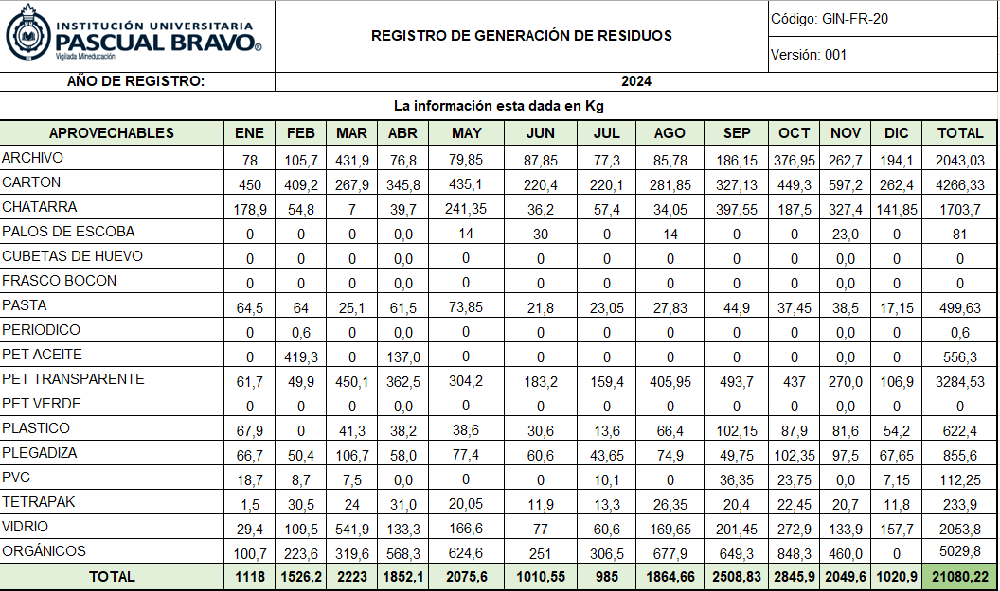 INSTITUCIÓN UNIVERSITARIA
PASCUAL BRAVO®
Vigilada Mineducación
REGISTRO DE GENERACIÓN DE RESIDUOS
Código: GIN-FR-20
Versión: 001
AÑO DE REGISTRO: 2024
La información esta dada en Kg
APROVECHABLES ENE FEB MAR ABR MAY JUN JUL AGO SEP OCT NOV DIC TOTAL
ARCHIVO 78 105,7 431,9 76,8 79,85 87,85 77,3 85,78 186,15 376,95 262,7 194,1 2043,03
CARTON 450 409,2 267,9 345,8 435,1 220,4 220,1 281,85 327,13 449,3 597,2 262,4 4266,33
CHATARRA 178,9 54,8 7 39,7 241,35 36,2 57,4 34,05 397,55 187,5 327,4 141,85 1703,7
PALOS DE ESCOBA 0 0 0 0,0 14 30 0 14 0 0 23,0 0 81
CUBETAS DE HUEVO 0 0 0 0,0 0 0 0 0 0 0 0,0 0 0
FRASCO BOCON 0 0 0 0,0 0 0 0 0 0 0 0,0 0 0
PASTA 64,5 64 25,1 61,5 73,85 21,8 23,05 27,83 44,9 37,45 38,5 17,15 499,63
PERIODICO 0 0,6 0 0,0 0 0 0 0 0 0 0,0 0 0,6
PET ACEITE 0 419,3 0 137,0 0 0 0 0 0 0 0,0 0 556,3
PET TRANSPARENTE 61,7 49,9 450,1 362,5 304,2 183,2 159,4 405,95 493,7 437 270,0 106,9 3284,53
PET VERDE 0 0 0 0,0 0 0 0 0 0 0 0,0 0 0
PLASTICO 67,9 0 41,3 38,2 38,6 30,6 13,6 66,4 102,15 87,9 81,6 54,2 622,4
PLEGADIZA 66,7 50,4 106,7 58,0 77,4 60,6 43,65 74,9 49,75 102,35 97,5 67,65 855,6
PVC 18,7 8,7 7,5 0,0 0 0 10,1 0 36,35 23,75 0,0 7,15 112,25
TETRAPAK 1,5 30,5 24 31,0 20,05 11,9 13,3 26,35 20,4 22,45 20,7 11,8 233,9
VIDRIO 29,4 109,5 541,9 133,3 166,6 77 60,6 169,65 201,45 272,9 133,9 157,7 2053,8
ORGÁNICOS 100,7 223,6 319,6 568,3 624,6 251 306,5 677,9 649,3 848,3 460,0 0 5029,8
TOTAL 1118 1526,2 2223 1852,1 2075,6 1010,55 985 1864,66 2508,83 2845,9 2049,6 1020,9 21080,22